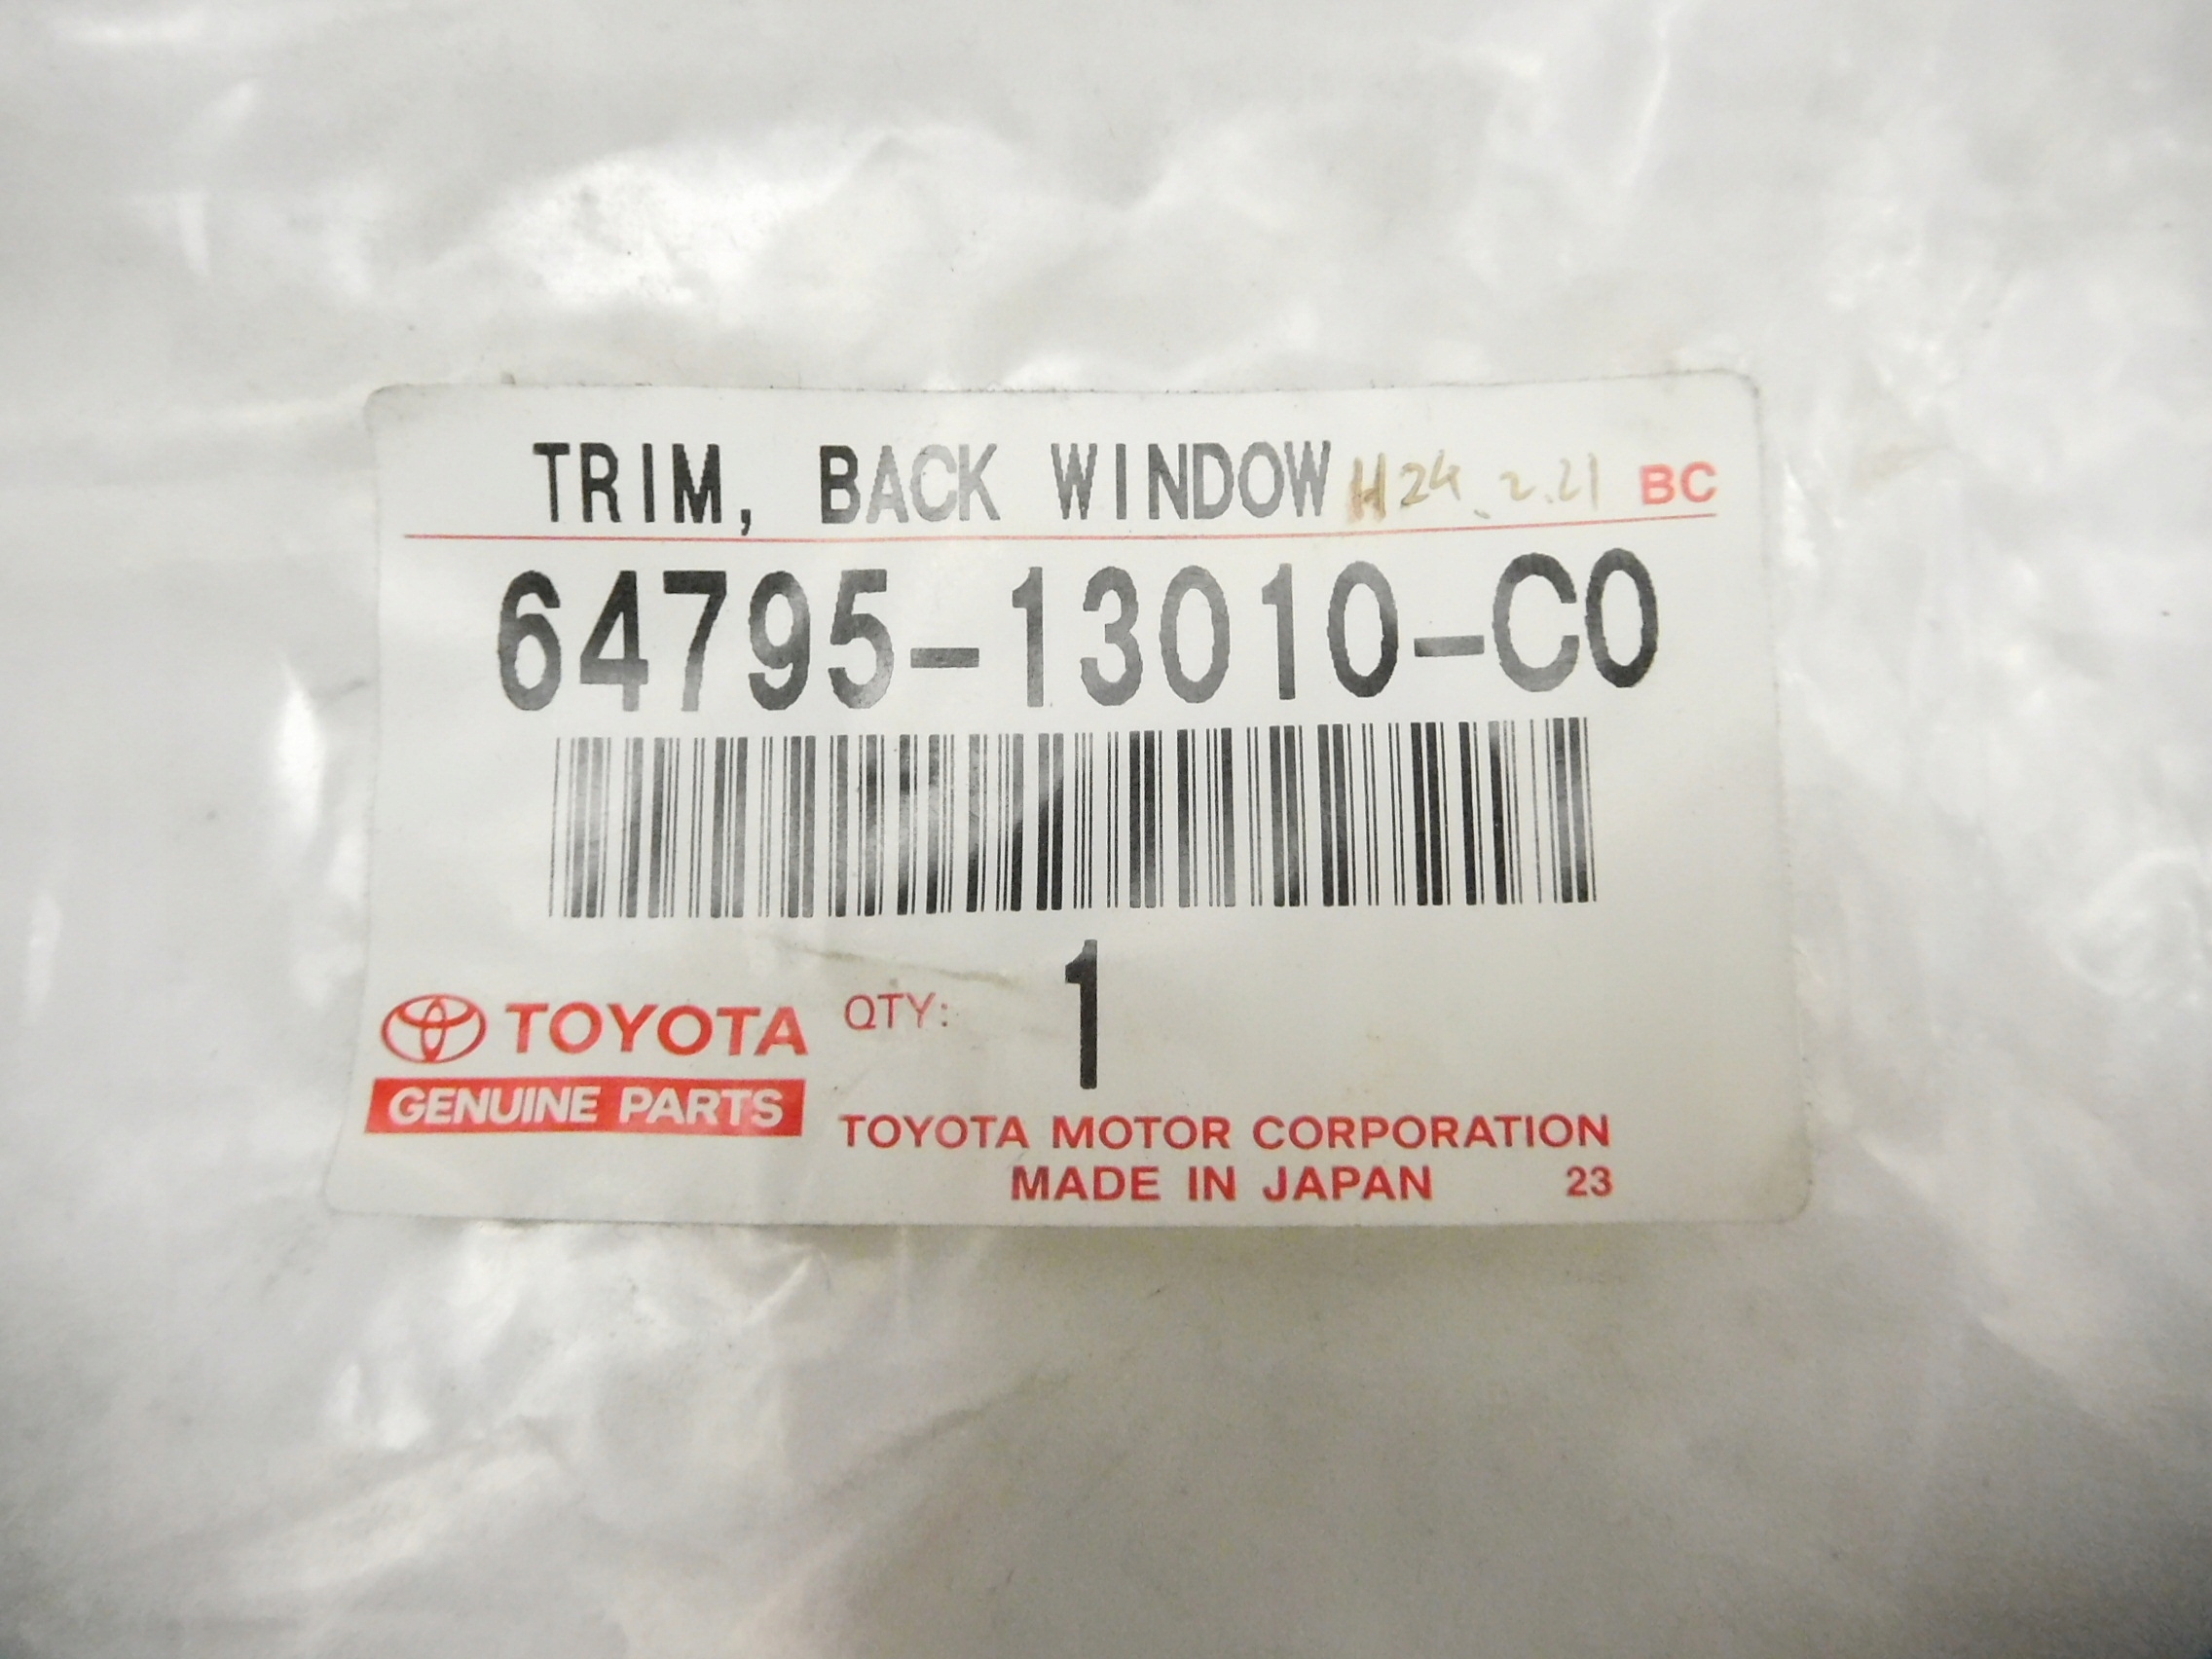 TRIM, BACK WINDOW H24.2.21 BC
64795-13010-C0
1
TOYOTA QTY:
GENUINE PARTS
TOYOTA MOTOR CORPORATION
MADE IN JAPAN 23